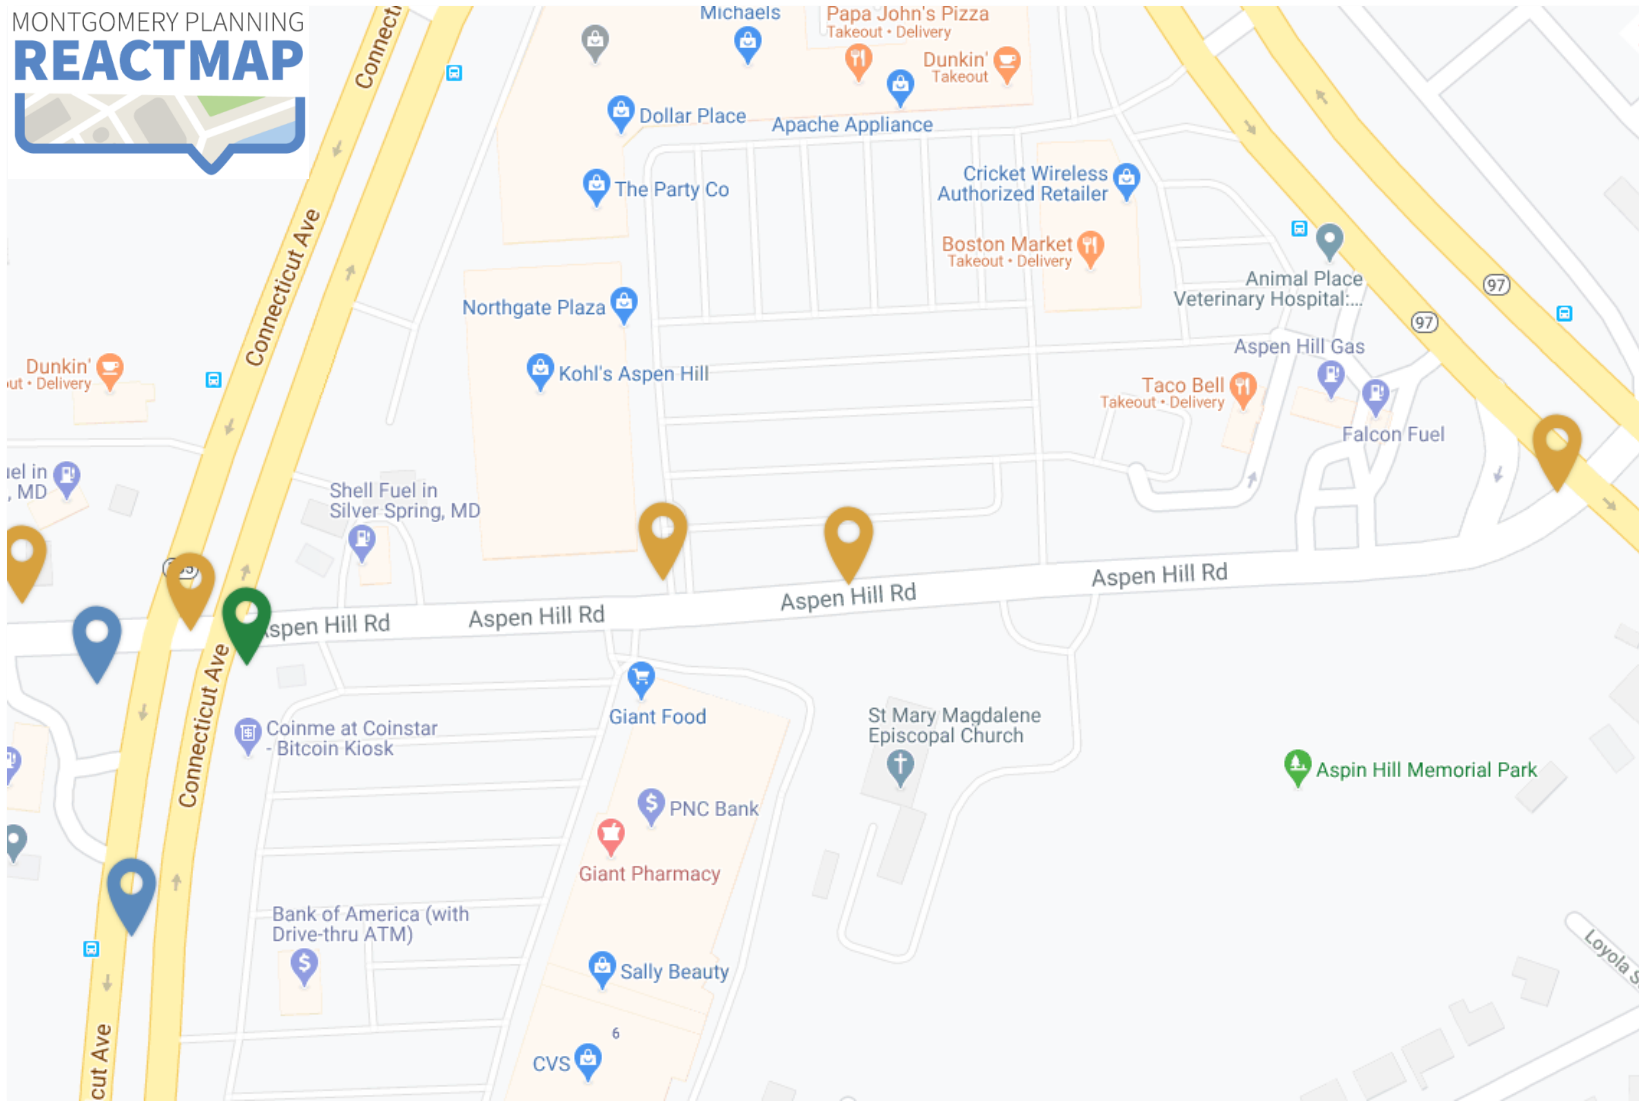 MONTGOMERY PLANNING
REACTMAP
Connecti
Michaels
Papa John's Pizza
Takeout • Delivery
Dunkin'
Takeout
Dollar Place
Apache Appliance
The Party Co
Cricket Wireless
Authorized Retailer
Boston Market
Takeout • Delivery
Connecticut Ave
Animal Place
Veterinary Hospital:...
97
97
Northgate Plaza
Kohl's Aspen Hill
Aspen Hill Gas
Dunkin'
ut • Delivery
Taco Bell
Takeout • Delivery
Falcon Fuel
uel in
, MD
Shell Fuel in
Silver Spring, MD
Aspen Hill Rd
Aspen Hill Rd
Aspen Hill Rd
spen Hill Rd
Connecticut Ave
Giant Food
Coinme at Coinstar
- Bitcoin Kiosk
St Mary Magdalene
Episcopal Church
Aspin Hill Memorial Park
PNC Bank
Giant Pharmacy
Bank of America (with
Drive-thru ATM)
Sally Beauty
Loyola S
6
CVS
cut Ave